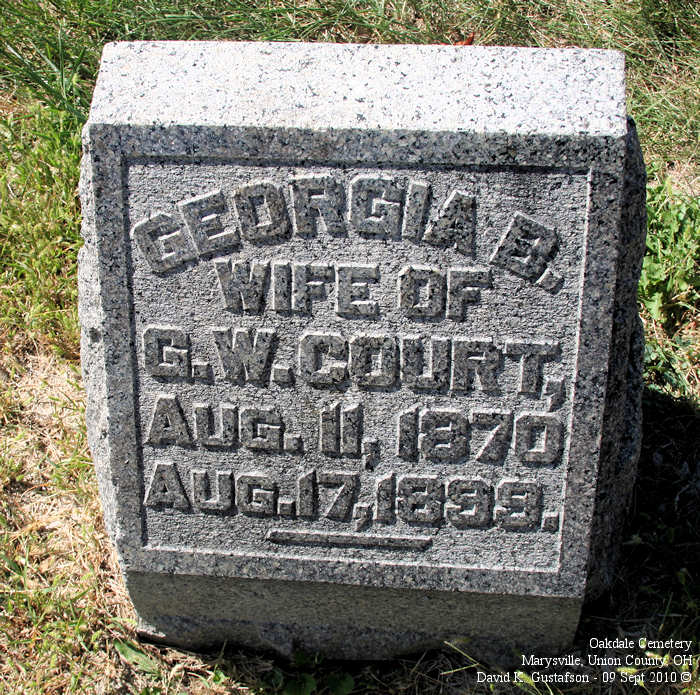 GEORGIA B.
WIFE OF
G.W. COURT,
AUG. 11, 1870
AUG. 17, 1899.
Oakdale Cemetery
Marysville, Union County, OH
David K. Gustafson - 09 Sept 2010 ©